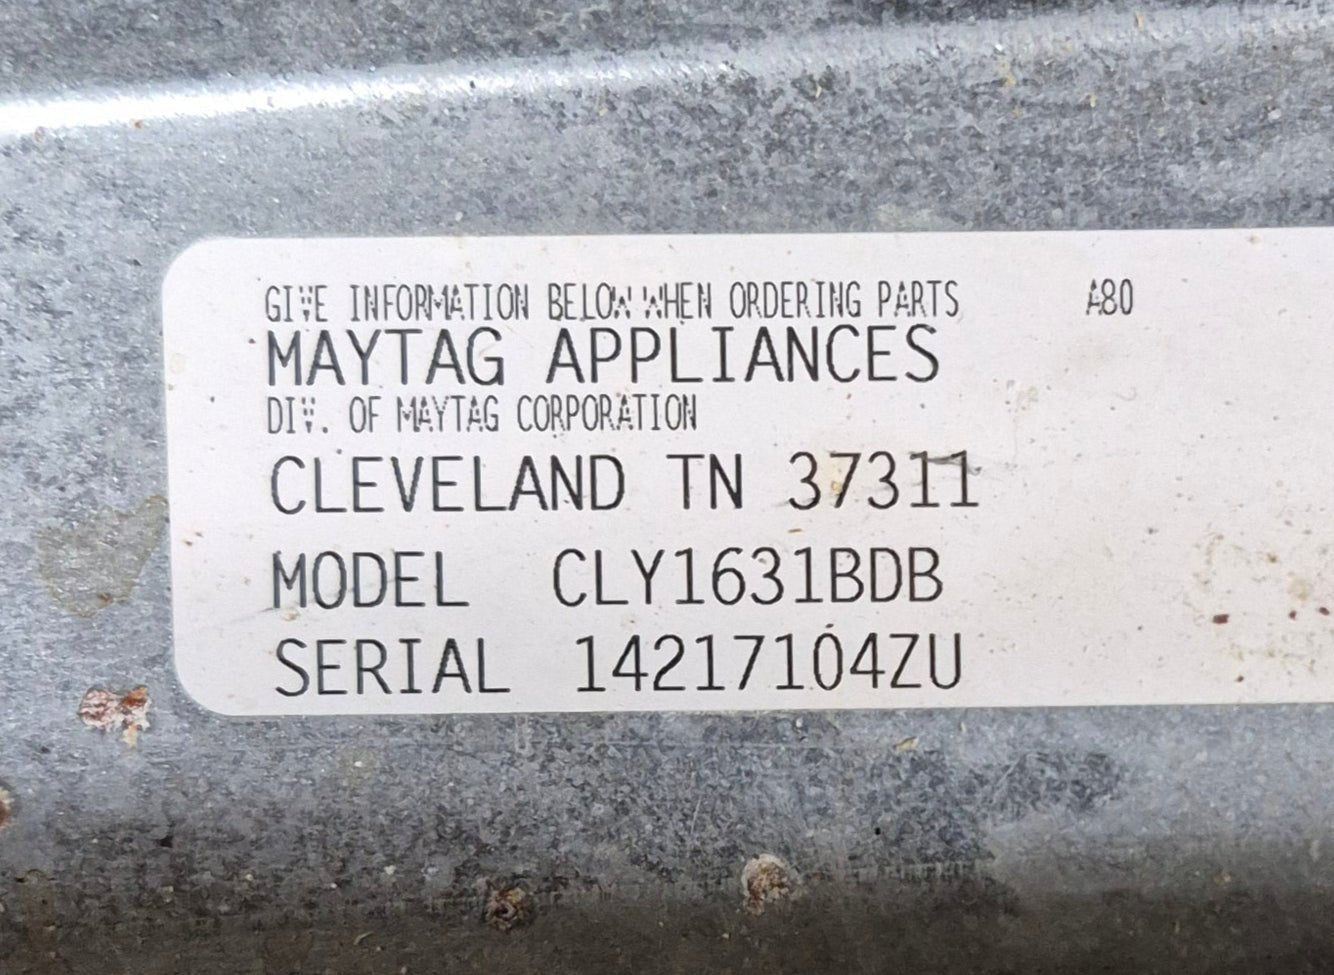 GIVE INFORMATION BELOW WHEN ORDERING PARTS A80
MAYTAG APPLIANCES
DIV. OF MAYTAG CORPORATION
CLEVELAND TN 37311
MODEL CLY1631BDB
SERIAL 14217104ZU